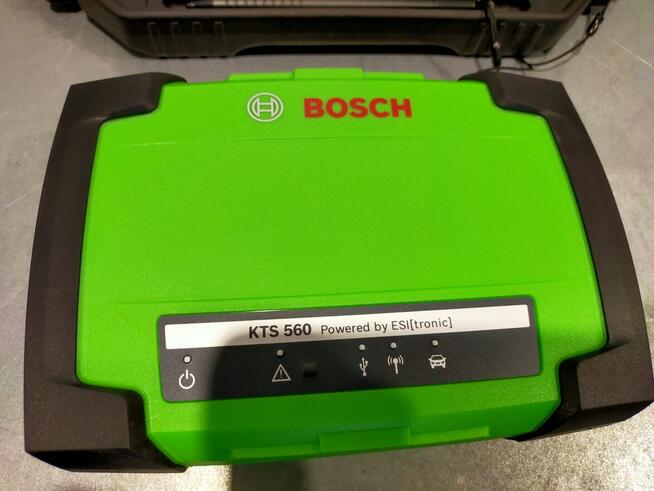 BOSCH
KTS 560 Powered by ESI[tronic]